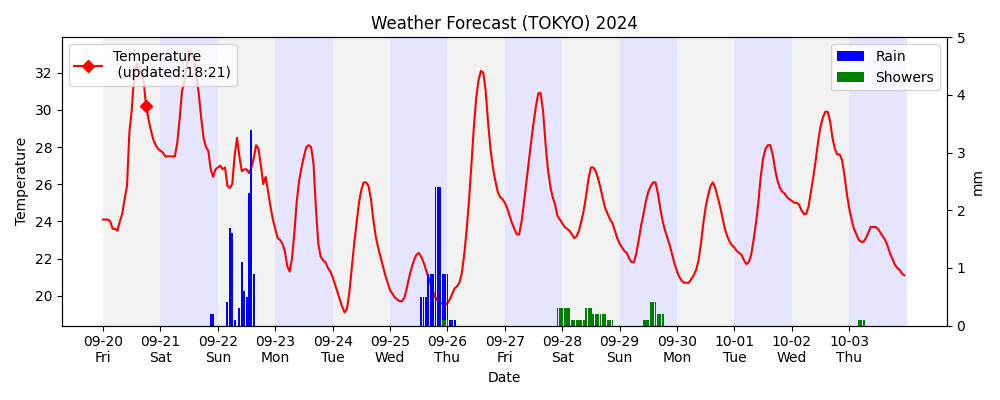 Weather Forecast (TOKYO) 2024
Temperature
(updated:18:21)
Rain
Showers
Temperature
32
30
28
26
24
22
20
5
4
3
2
1
0
mm
09-20 09-21 09-22 09-23 09-24 09-25 09-26 09-27 09-28 09-29 09-30 10-01 10-02 10-03
Fri Sat Sun Mon Tue Wed Thu Fri Sat Sun Mon Tue Wed Thu
Date